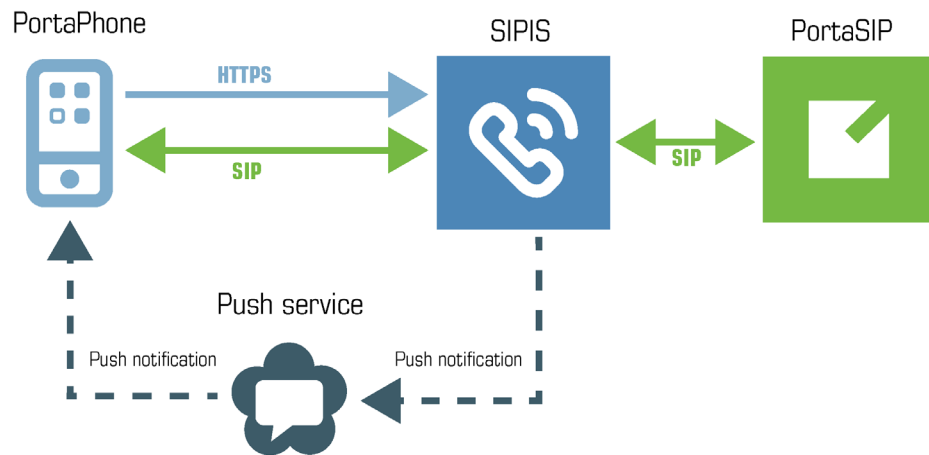 PortaPhone
SIPIS
PortaSIP
HTTPS
SIP
SIP
Push service
Push notification
Push notification